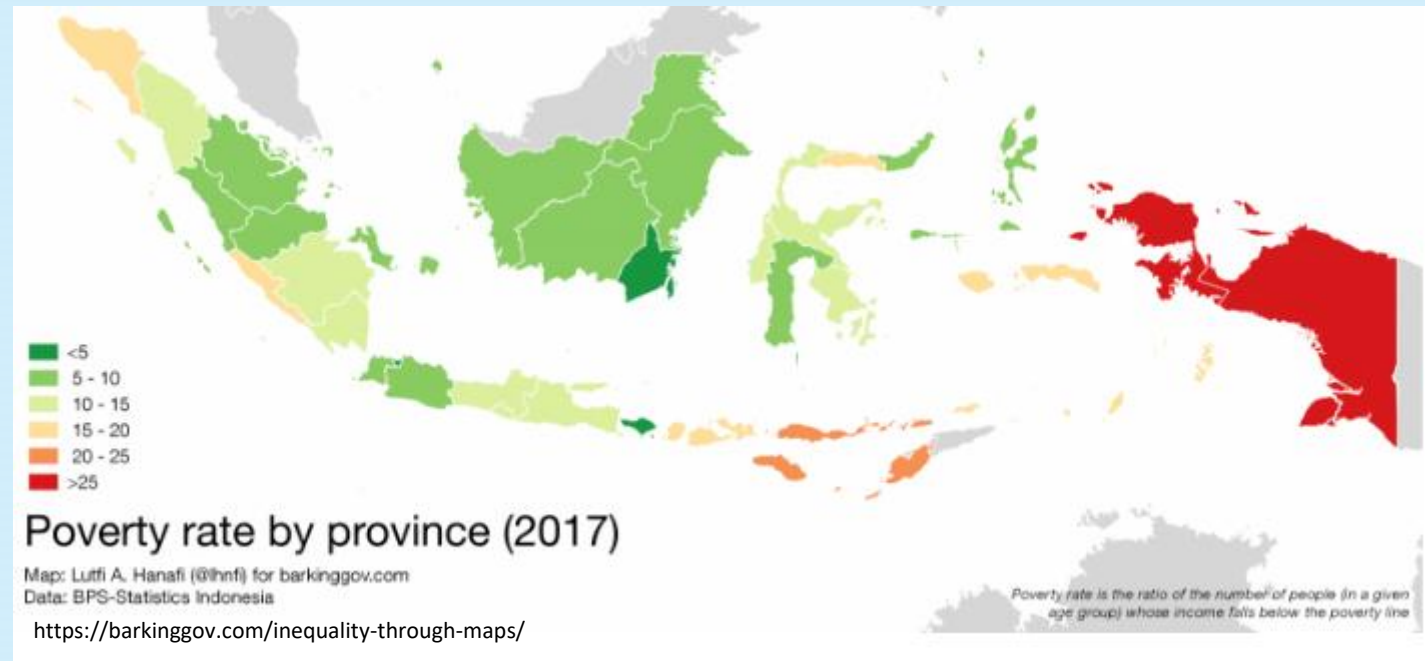 <5
5 - 10
10 - 15
15 - 20
20 - 25
>25
Poverty rate by province (2017)
Map: Lutfi A. Hanafi (@lhnfi) for barkinggov.com
Data: BPS-Statistics Indonesia
https://barkinggov.com/inequality-through-maps/
Poverty rate is the ratio of the number of people (in a given
age group) whose income falls below the poverty line